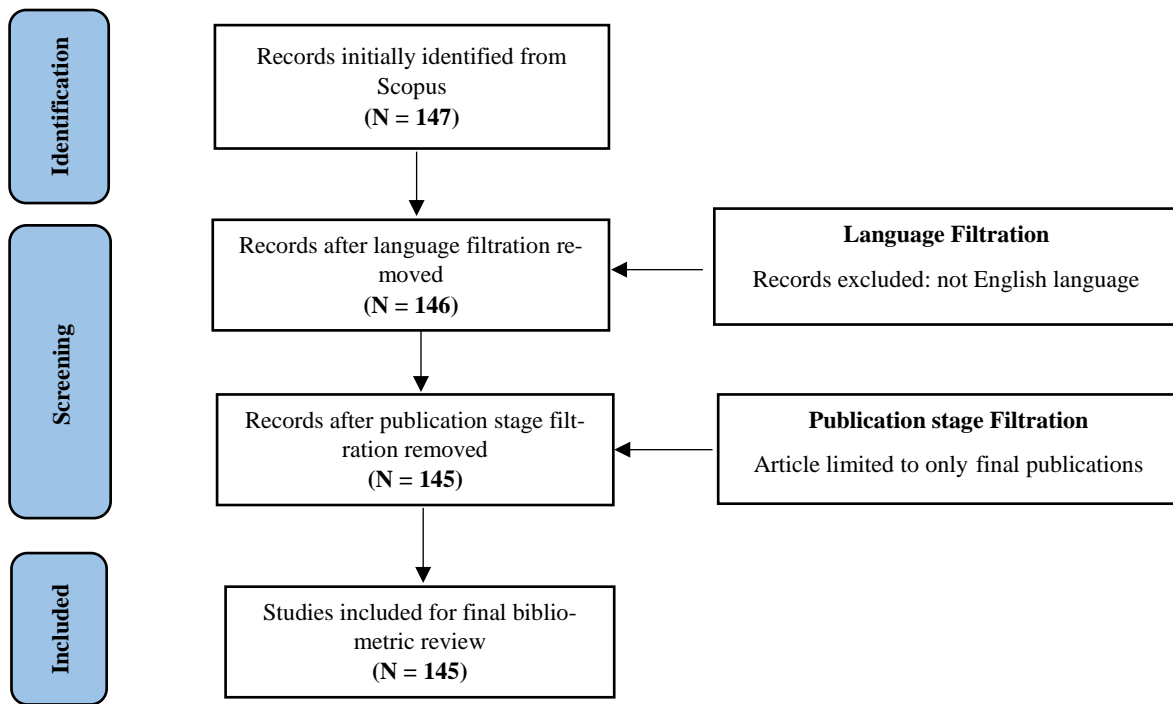 Identification
Records initially identified from
Scopus
(N = 147)
Screening
Records after language filtration re-
moved
(N = 146)
Language Filtration
Records excluded: not English language
Records after publication stage filt-
ration removed
(N = 145)
Publication stage Filtration
Article limited to only final publications
Included
Studies included for final biblio-
metric review
(N = 145)